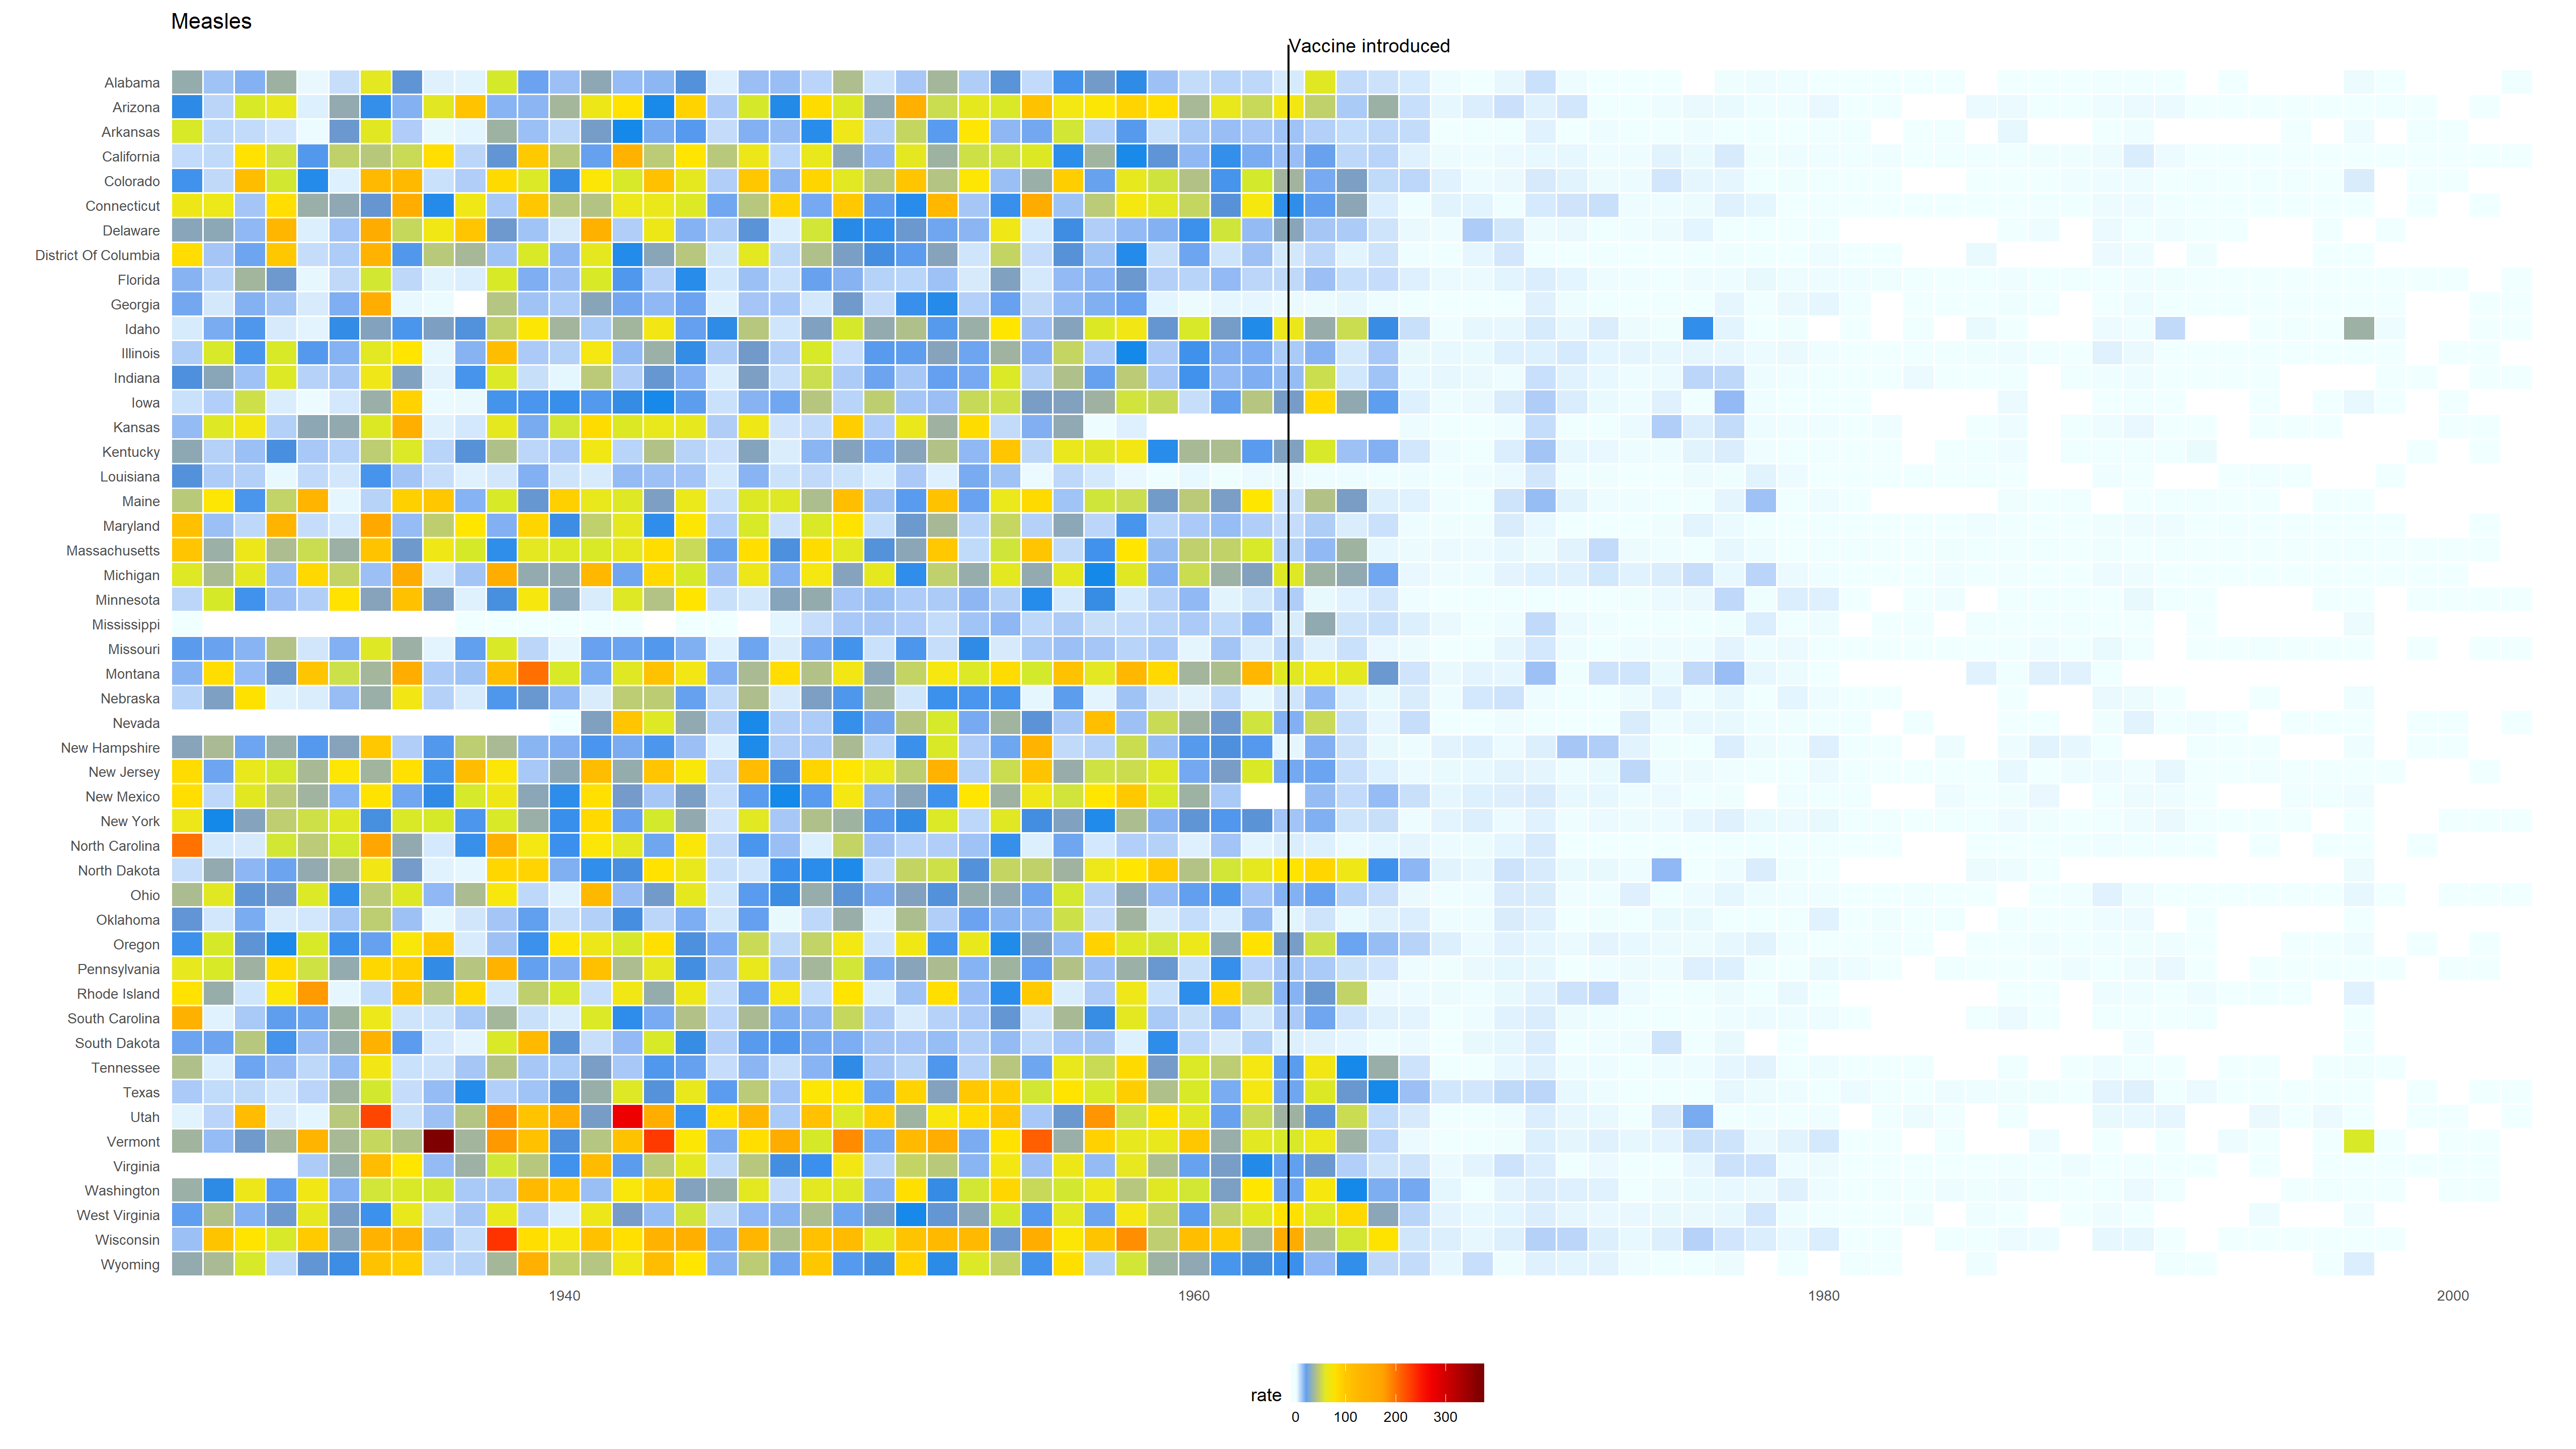 Measles
Vaccine introduced
Alabama
Arizona
Arkansas
California
Colorado
Connecticut
Delaware
District Of Columbia
Florida
Georgia
Idaho
Illinois
Indiana
Iowa
Kansas
Kentucky
Louisiana
Maine
Maryland
Massachusetts
Michigan
Minnesota
Mississippi
Missouri
Montana
Nebraska
Nevada
New Hampshire
New Jersey
New Mexico
New York
North Carolina
North Dakota
Ohio
Oklahoma
Oregon
Pennsylvania
Rhode Island
South Carolina
South Dakota
Tennessee
Texas
Utah
Vermont
Virginia
Washington
West Virginia
Wisconsin
Wyoming
1940 1960 1980 2000
rate
0 100 200 300